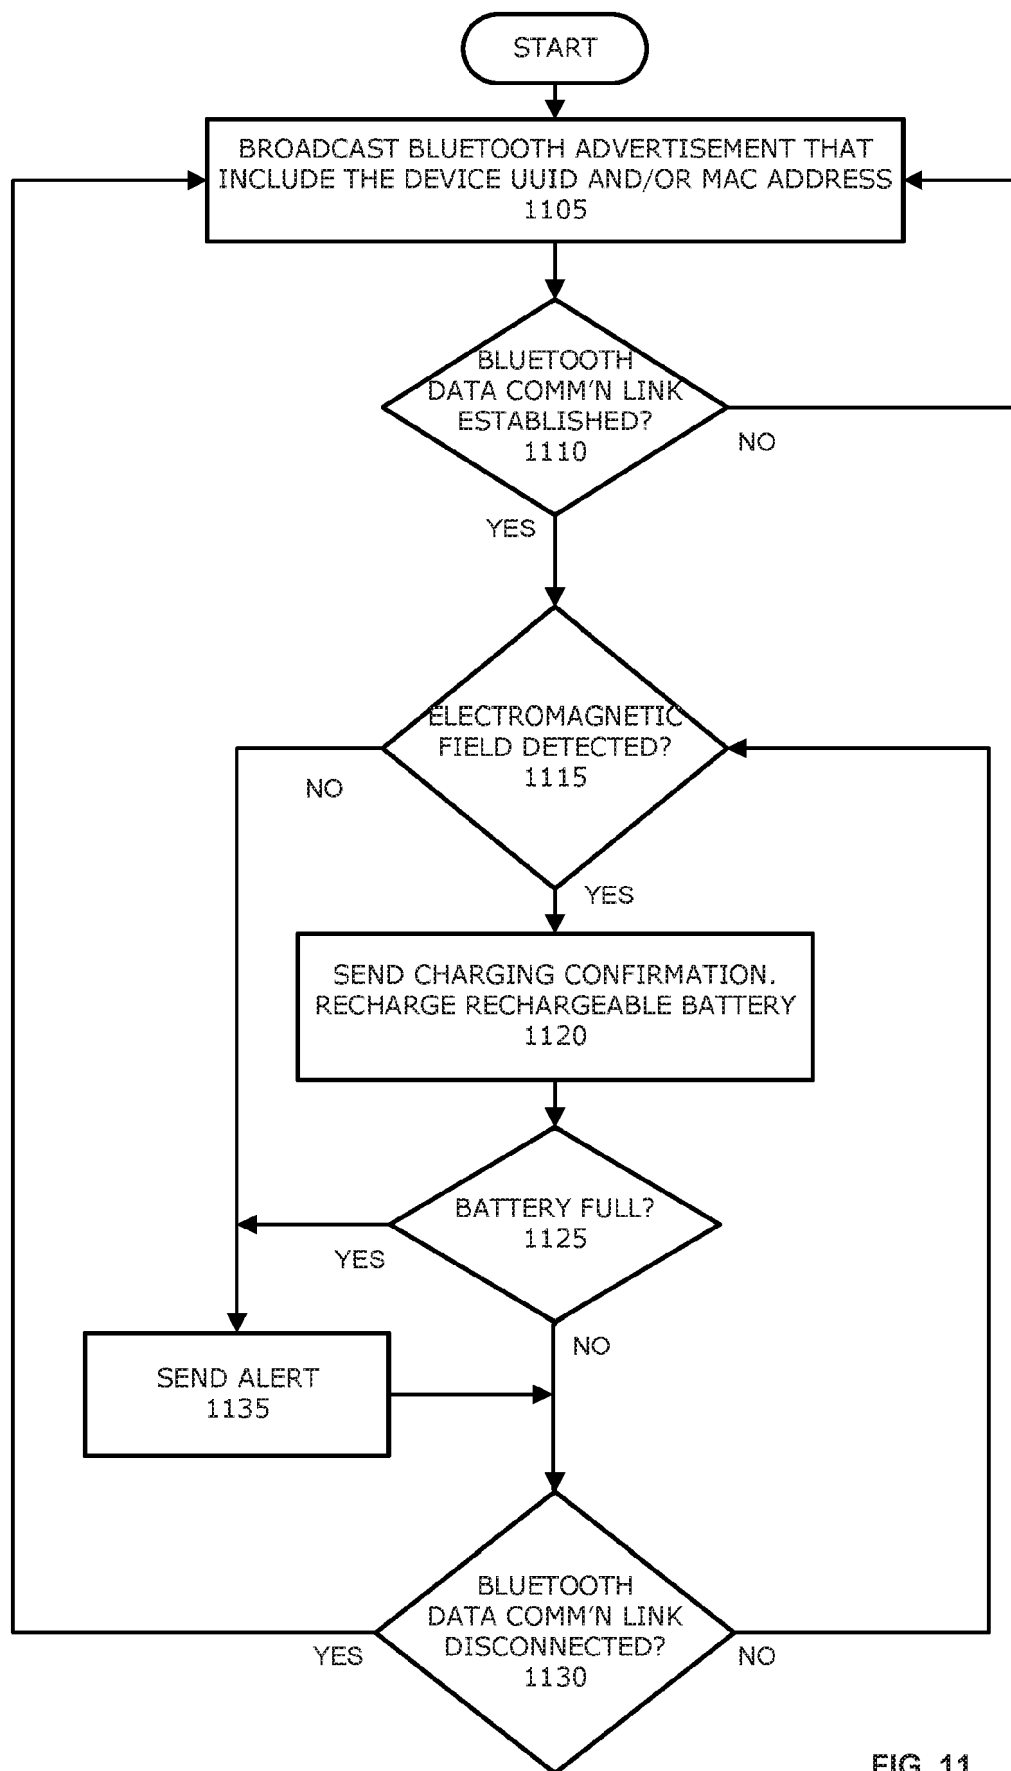 START
BROADCAST BLUETOOTH ADVERTISEMENT THAT
INCLUDE THE DEVICE UUID AND/OR MAC ADDRESS
1105
BLUETOOTH
DATA COMM'N LINK
ESTABLISHED?
1110
NO
YES
ELECTROMAGNETIC
FIELD DETECTED?
1115
NO
YES
SEND CHARGING CONFIRMATION.
RECHARGE RECHARGEABLE BATTERY
1120
BATTERY FULL?
1125
YES
NO
SEND ALERT
1135
BLUETOOTH
DATA COMM'N LINK
DISCONNECTED?
1130
YES
NO
FIG. 11